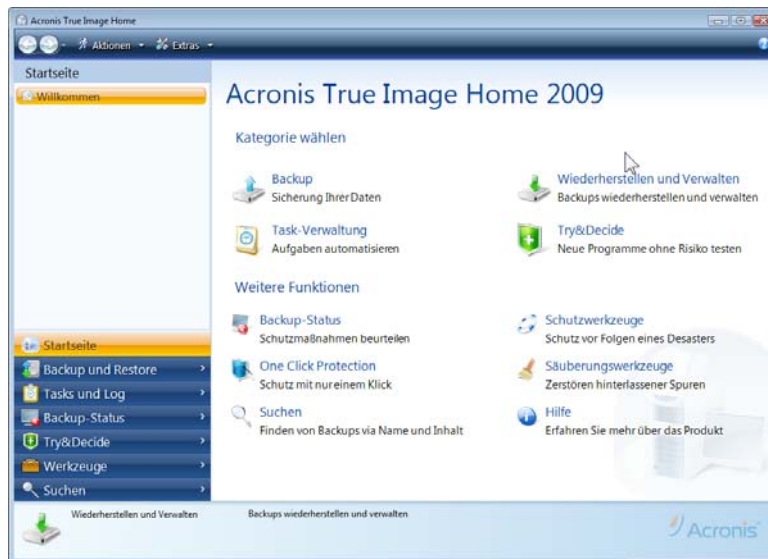 Acronis True Image Home
Aktionen
Extras
Startseite
Willkommen
Startseite
Backup und Restore
Tasks und Log
Backup-Status
Try&Decide
Werkzeuge
Suchen
Acronis True Image Home 2009
Kategorie wählen
Backup
Sicherung Ihrer Daten
Wiederherstellen und Verwalten
Backups wiederherstellen und verwalten
Task-Verwaltung
Aufgaben automatisieren
Try&Decide
Neue Programme ohne Risiko testen
Weitere Funktionen
Backup-Status
Schutzmaßnahmen beurteilen
Schutzwerkzeuge
Schutz vor Folgen eines Desasters
One Click Protection
Schutz mit nur einem Klick
Säuberungswerkzeuge
Zerstören hinterlassener Spuren
Suchen
Finden von Backups via Name und Inhalt
Hilfe
Erfahren Sie mehr über das Produkt
Wiederherstellen und Verwalten
Backups wiederherstellen und verwalten
Acronis